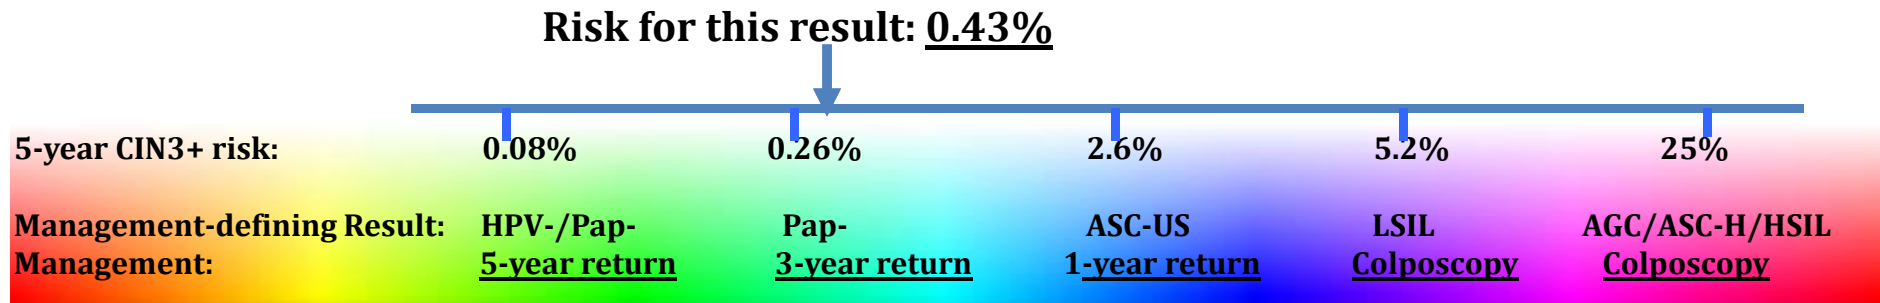 Risk for this result: 0.43%
5-year CIN3+ risk: 0.08% 0.26% 2.6% 5.2% 25%
Management-defining Result: HPV-/Pap- Pap- ASC-US LSIL AGC/ASC-H/HSIL
Management: 5-year return 3-year return 1-year return Colposcopy Colposcopy